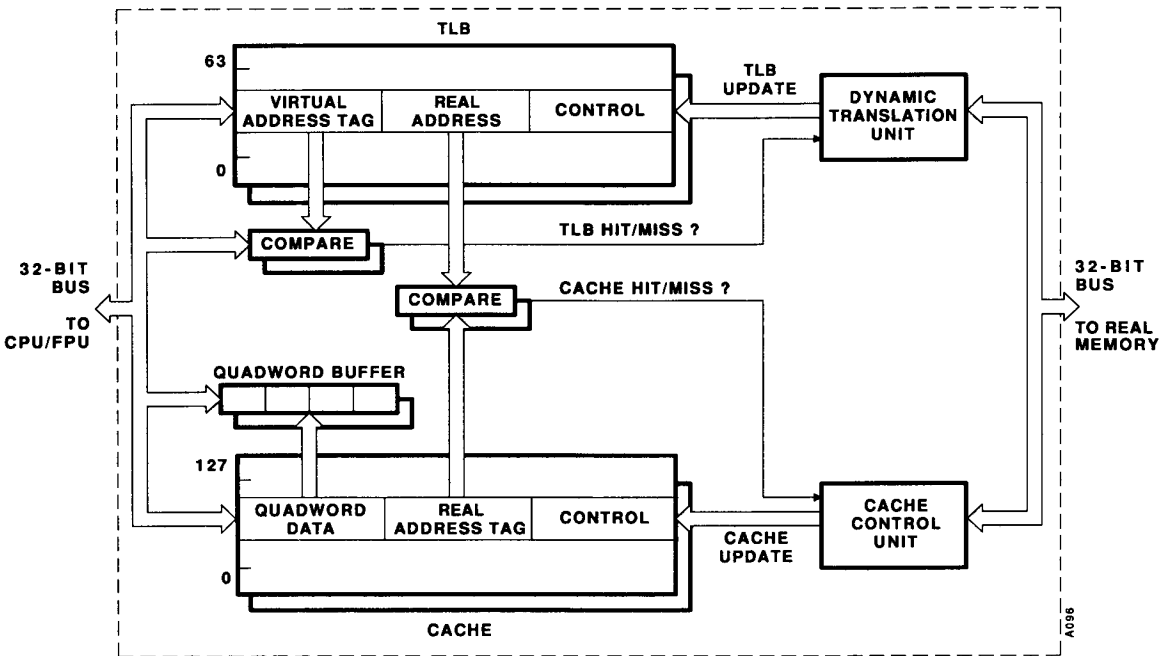 TLB
63
VIRTUAL
ADDRESS TAG
REAL
ADDRESS
CONTROL
0
TLB
UPDATE
DYNAMIC
TRANSLATION
UNIT
COMPARE
TLB HIT/MISS ?
COMPARE
CACHE HIT/MISS ?
32-BIT
BUS
TO
CPU/FPU
32-BIT
BUS
TO REAL
MEMORY
QUADWORD BUFFER
127
QUADWORD
DATA
REAL
ADDRESS TAG
CONTROL
0
CACHE
UPDATE
CACHE
CONTROL
UNIT
CACHE
A096